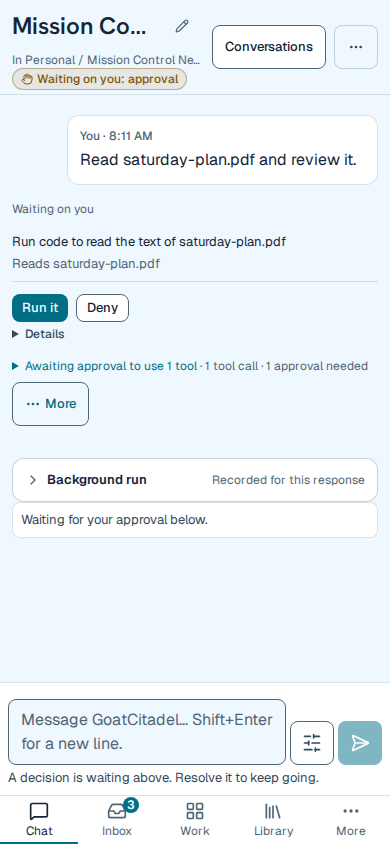 Mission Co...
Conversations
In Personal / Mission Control Ne...
Waiting on you: approval
You · 8:11 AM
Read saturday-plan.pdf and review it.
Waiting on you
Run code to read the text of saturday-plan.pdf
Reads saturday-plan.pdf
Run it
Deny
Details
Awaiting approval to use 1 tool · 1 tool call · 1 approval needed
More
Background run
Recorded for this response
Waiting for your approval below.
Message GoatCitadel... Shift+Enter
for a new line.
A decision is waiting above. Resolve it to keep going.
3
Chat
Inbox
Work
Library
More